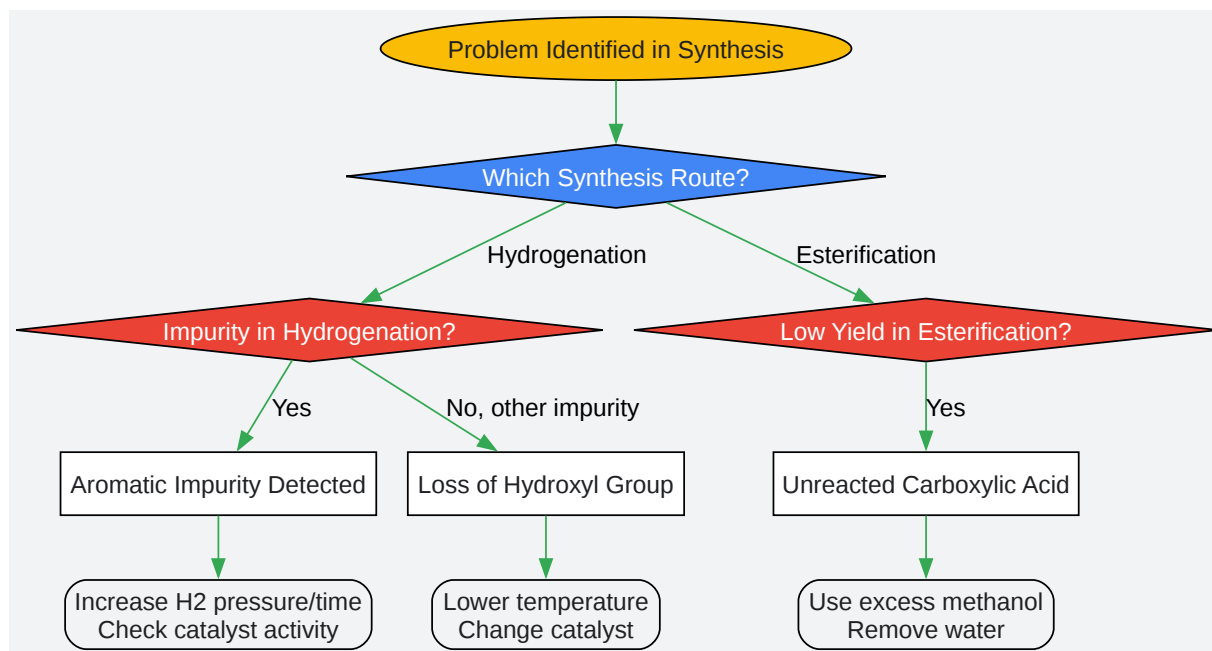 Problem Identified in Synthesis
Which Synthesis Route?
Hydrogenation
Esterification
Impurity in Hydrogenation?
Low Yield in Esterification?
Yes
No, other impurity
Yes
Aromatic Impurity Detected
Loss of Hydroxyl Group
Unreacted Carboxylic Acid
Increase H2 pressure/time
Check catalyst activity
Lower temperature
Change catalyst
Use excess methanol
Remove water